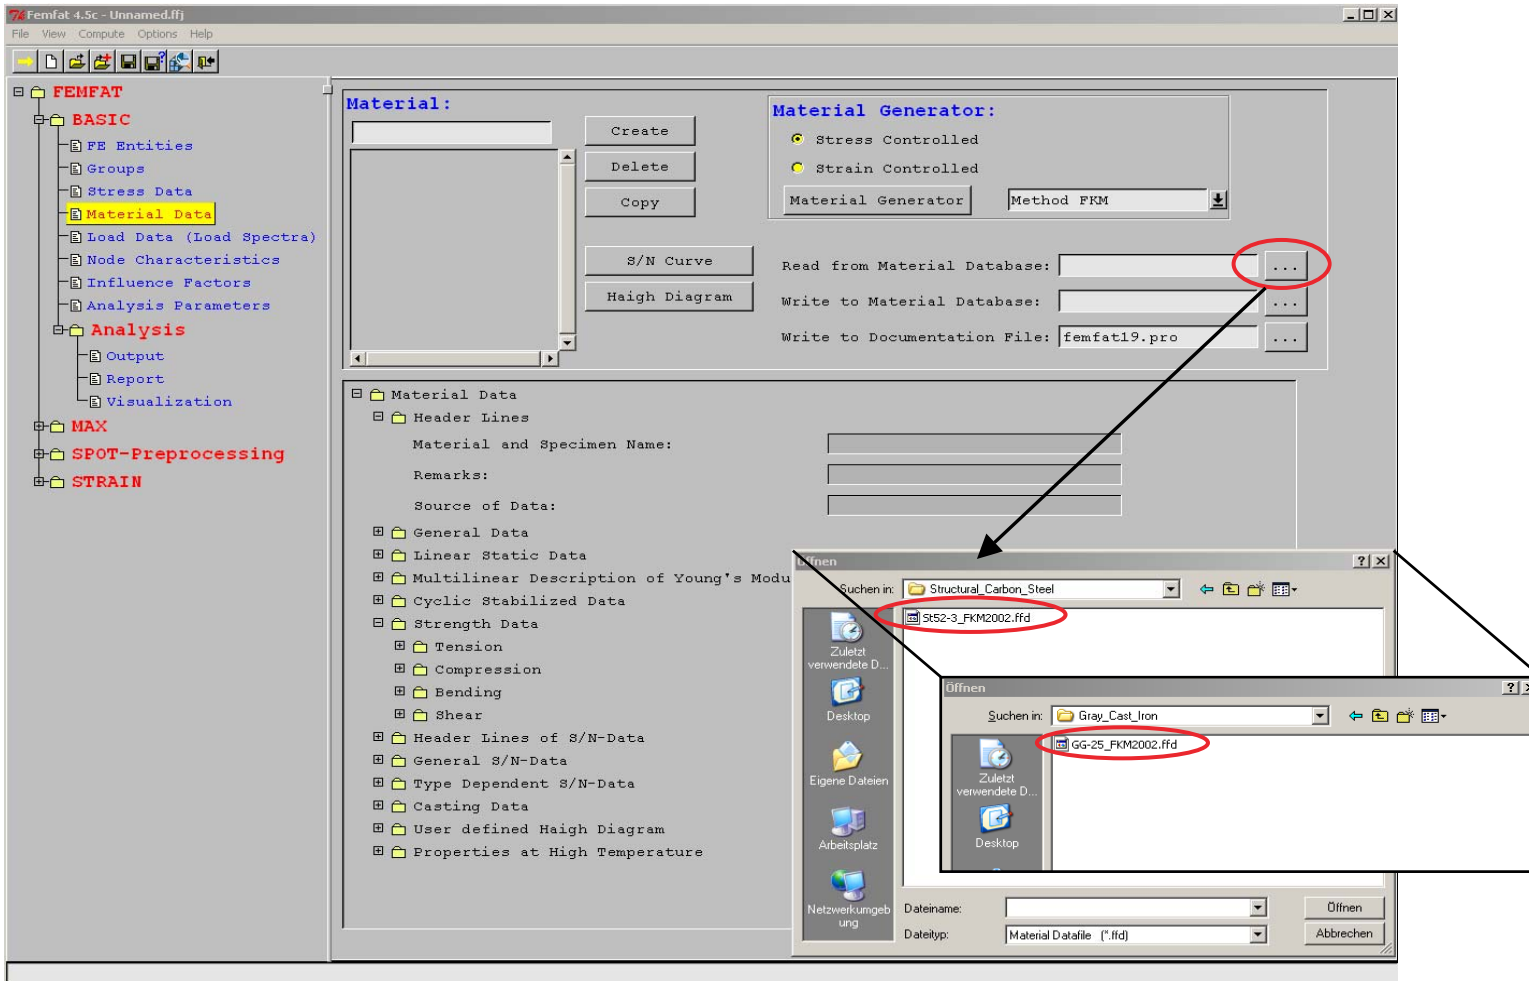 Femfat 4.5c - Unnamed.ffj
File View Compute Options Help
FEMFAT
BASIC
FE Entities
Groups
Stress Data
Material Data
Load Data (Load Spectra)
Node Characteristics
Influence Factors
Analysis Parameters
Analysis
Output
Report
Visualization
MAX
SPOT-Preprocessing
STRAIN
Material:
Create
Delete
Copy
S/N Curve
Haigh Diagram
Material Generator:
Stress Controlled
Strain Controlled
Material Generator Method FKM
Read from Material Database: ...
Write to Material Database: ...
Write to Documentation File: femfat19.pro ...
Material Data
Header Lines
Material and Specimen Name:
Remarks:
Source of Data:
General Data
Linear Static Data
Multilinear Description of Young's Modu
Cyclic Stabilized Data
Strength Data
Tension
Compression
Bending
Shear
Header Lines of S/N-Data
General S/N-Data
Type Dependent S/N-Data
Casting Data
User defined Haigh Diagram
Properties at High Temperature
Öffnen
Suchen in: Structural_Carbon_Steel
St52-3_FKM2002.ffd
Zuletzt
verwendete D...
Desktop
Eigene Dateien
Arbeitsplatz
Netzwerkumgeb
ung
Dateiname:
Öffnen
Dateityp: Material Datafile (*.ffd)
Abbrechen
Öffnen
Suchen in: Gray_Cast_Iron
GG-25_FKM2002.ffd
Zuletzt
verwendete D...
Desktop